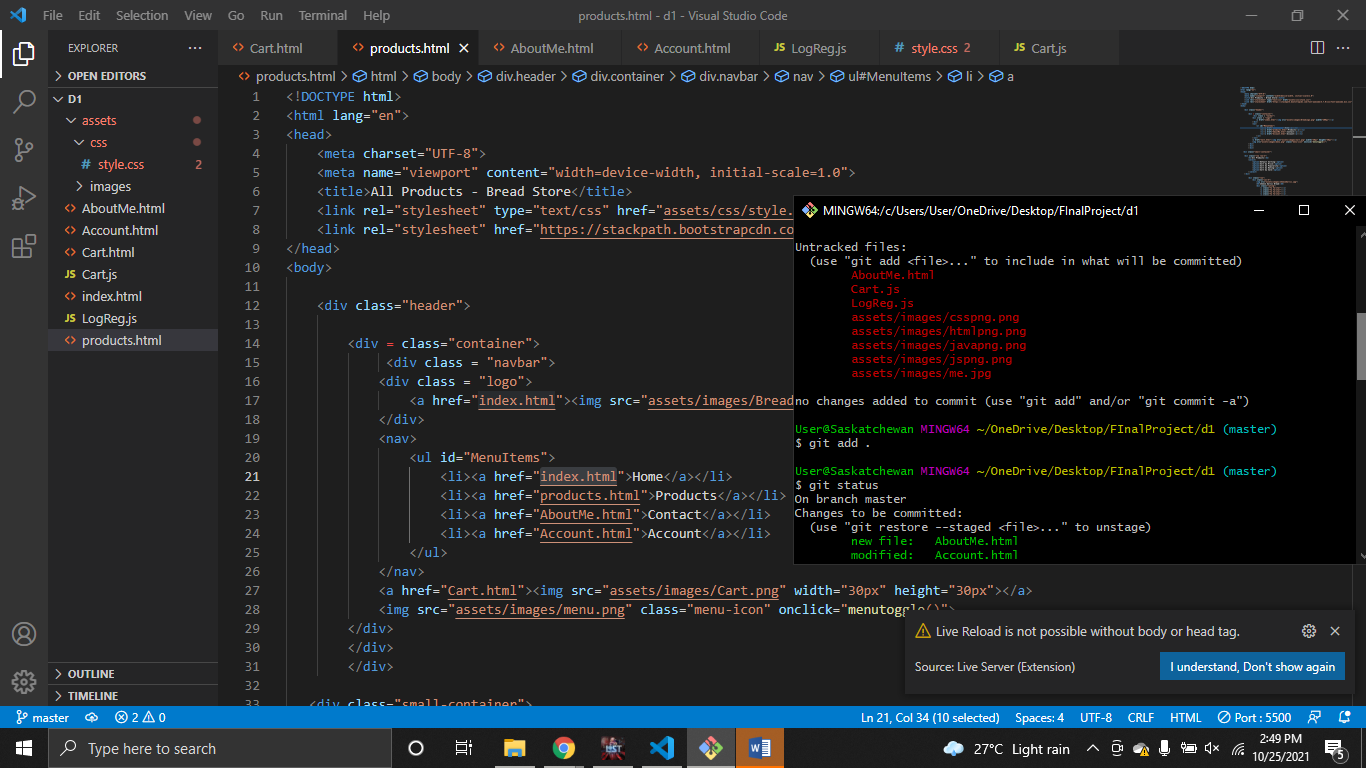 File Edit Selection View Go Run Terminal Help
products.html - d1 - Visual Studio Code
EXPLORER
OPEN EDITORS
D1
assets
css
style.css 2
images
AboutMe.html
Account.html
Cart.html
Cart.js
index.html
LogReg.js
products.html
OUTLINE
TIMELINE
Cart.html products.html AboutMe.html Account.html LogReg.js style.css 2 Cart.js
products.html > html > body > div.header > div.container > div.navbar > nav > ul#MenuItems > li > a
1 <!DOCTYPE html>
2 <html lang="en">
3 <head>
4 <meta charset="UTF-8">
5 <meta name="viewport" content="width=device-width, initial-scale=1.0">
6 <title>All Products - Bread Store</title>
7 <link rel="stylesheet" type="text/css" href="assets/css/style.
8 <link rel="stylesheet" href="https://stackpath.bootstrapcdn.co
9 </head>
10 <body>
11
12 <div class="header">
13
14 <div = class="container">
15 <div class = "navbar">
16 <div class = "logo">
17 <a href="index.html"><img src="assets/images/Bread
18 </div>
19 <nav>
20 <ul id="MenuItems">
21 <li><a href="index.html">Home</a></li>
22 <li><a href="products.html">Products</a></li>
23 <li><a href="AboutMe.html">Contact</a></li>
24 <li><a href="Account.html">Account</a></li>
25 </ul>
26 </nav>
27 <a href="Cart.html"><img src="assets/images/Cart.png" width="30px" height="30px"></a>
28 <img src="assets/images/menu.png" class="menu-icon" onclick="menutoggle()">
29 </div>
30 </div>
31 </div>
32
33 <div class="small-container">
MINGW64:/c/Users/User/OneDrive/Desktop/FInalProject/d1
Untracked files:
(use "git add <file>..." to include in what will be committed)
AboutMe.html
Cart.js
LogReg.js
assets/images/csspng.png
assets/images/htmlpng.png
assets/images/javapng.png
assets/images/jspng.png
assets/images/me.jpg
no changes added to commit (use "git add" and/or "git commit -a")
User@Saskatchewan MINGW64 ~/OneDrive/Desktop/FInalProject/d1 (master)
$ git add .
User@Saskatchewan MINGW64 ~/OneDrive/Desktop/FInalProject/d1 (master)
$ git status
On branch master
Changes to be committed:
(use "git restore --staged <file>..." to unstage)
new file: AboutMe.html
modified: Account.html
Live Reload is not possible without body or head tag.
Source: Live Server (Extension)
I understand, Don't show again
master 2 0
Ln 21, Col 34 (10 selected) Spaces: 4 UTF-8 CRLF HTML Port : 5500
Type here to search
27°C Light rain
2:49 PM
10/25/2021
5